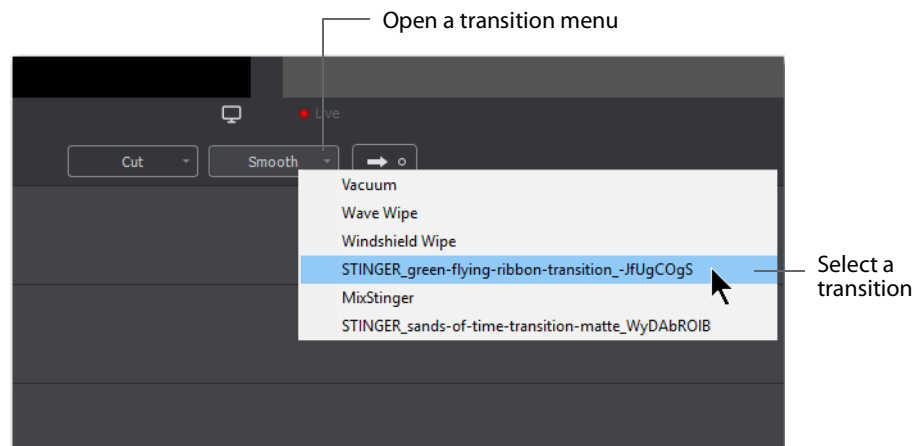 Open a transition menu
Live
Cut
Smooth
Vacuum
Wave Wipe
Windshield Wipe
STINGER_green-flying-ribbon-transition_-JfUgCOgS
MixStinger
STINGER_sands-of-time-transition-matte_WyDAbROIB
Select a
transition